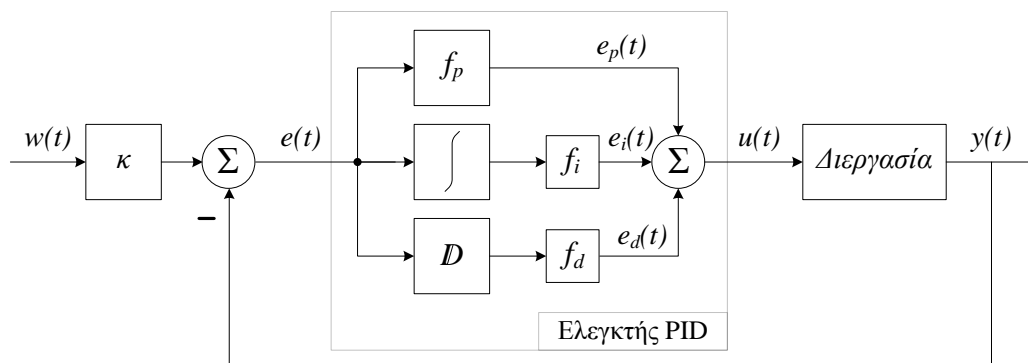 w(t)
κ
Σ
−
e(t)
f_p
e_p(t)
∫
f_i
e_i(t)
𝔻
f_d
e_d(t)
Σ
u(t)
Διεργασία
y(t)
Ελεγκτής PID